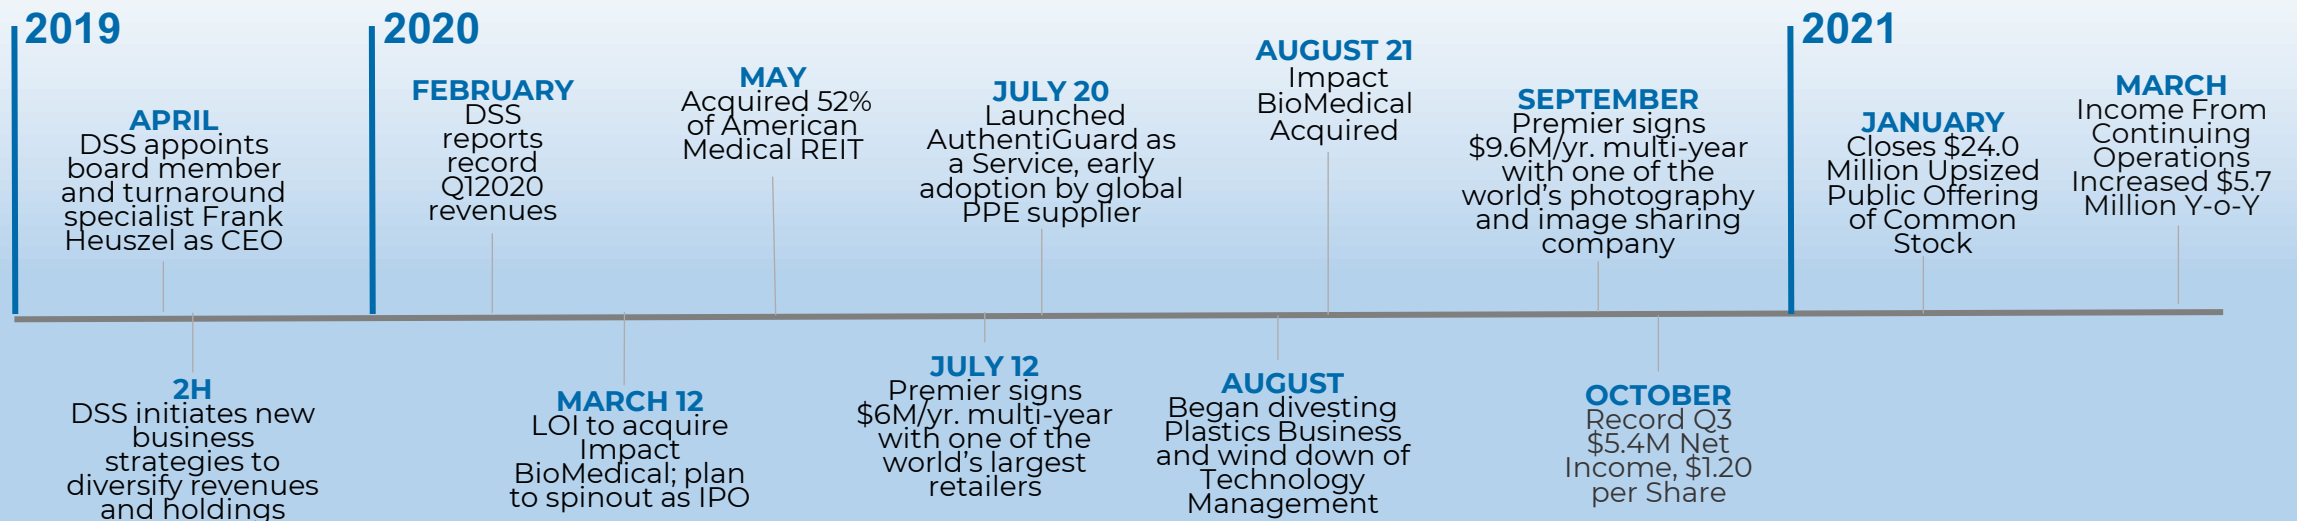 2019
APRIL
DSS appoints
board member
and turnaround
specialist Frank
Heuszel as CEO
2H
DSS initiates new
business
strategies to
diversify revenues
and holdings
2020
FEBRUARY
DSS
reports
record
Q12020
revenues
MARCH 12
LOI to acquire
Impact
BioMedical; plan
to spinout as IPO
MAY
Acquired 52%
of American
Medical REIT
JULY 12
Premier signs
$6M/yr. multi-year
with one of the
world’s largest
retailers
JULY 20
Launched
AuthentiGuard as
a Service, early
adoption by global
PPE supplier
AUGUST
Began divesting
Plastics Business
and wind down of
Technology
Management
AUGUST 21
Impact
BioMedical
Acquired
SEPTEMBER
Premier signs
$9.6M/yr. multi-year
with one of the
world’s photography
and image sharing
company
OCTOBER
Record Q3
$5.4M Net
Income, $1.20
per Share
2021
JANUARY
Closes $24.0
Million Upsized
Public Offering
of Common
Stock
MARCH
Income From
Continuing
Operations
Increased $5.7
Million Y-o-Y